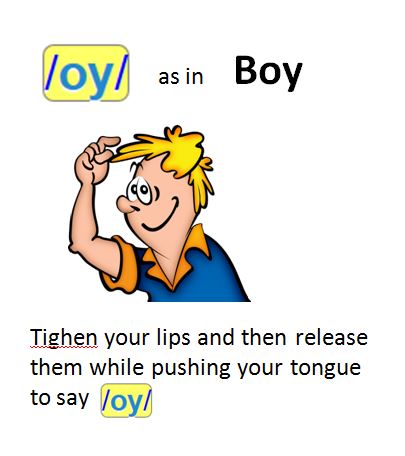 /oy/ as in Boy
Tighen your lips and then release
them while pushing your tongue
to say /oy/